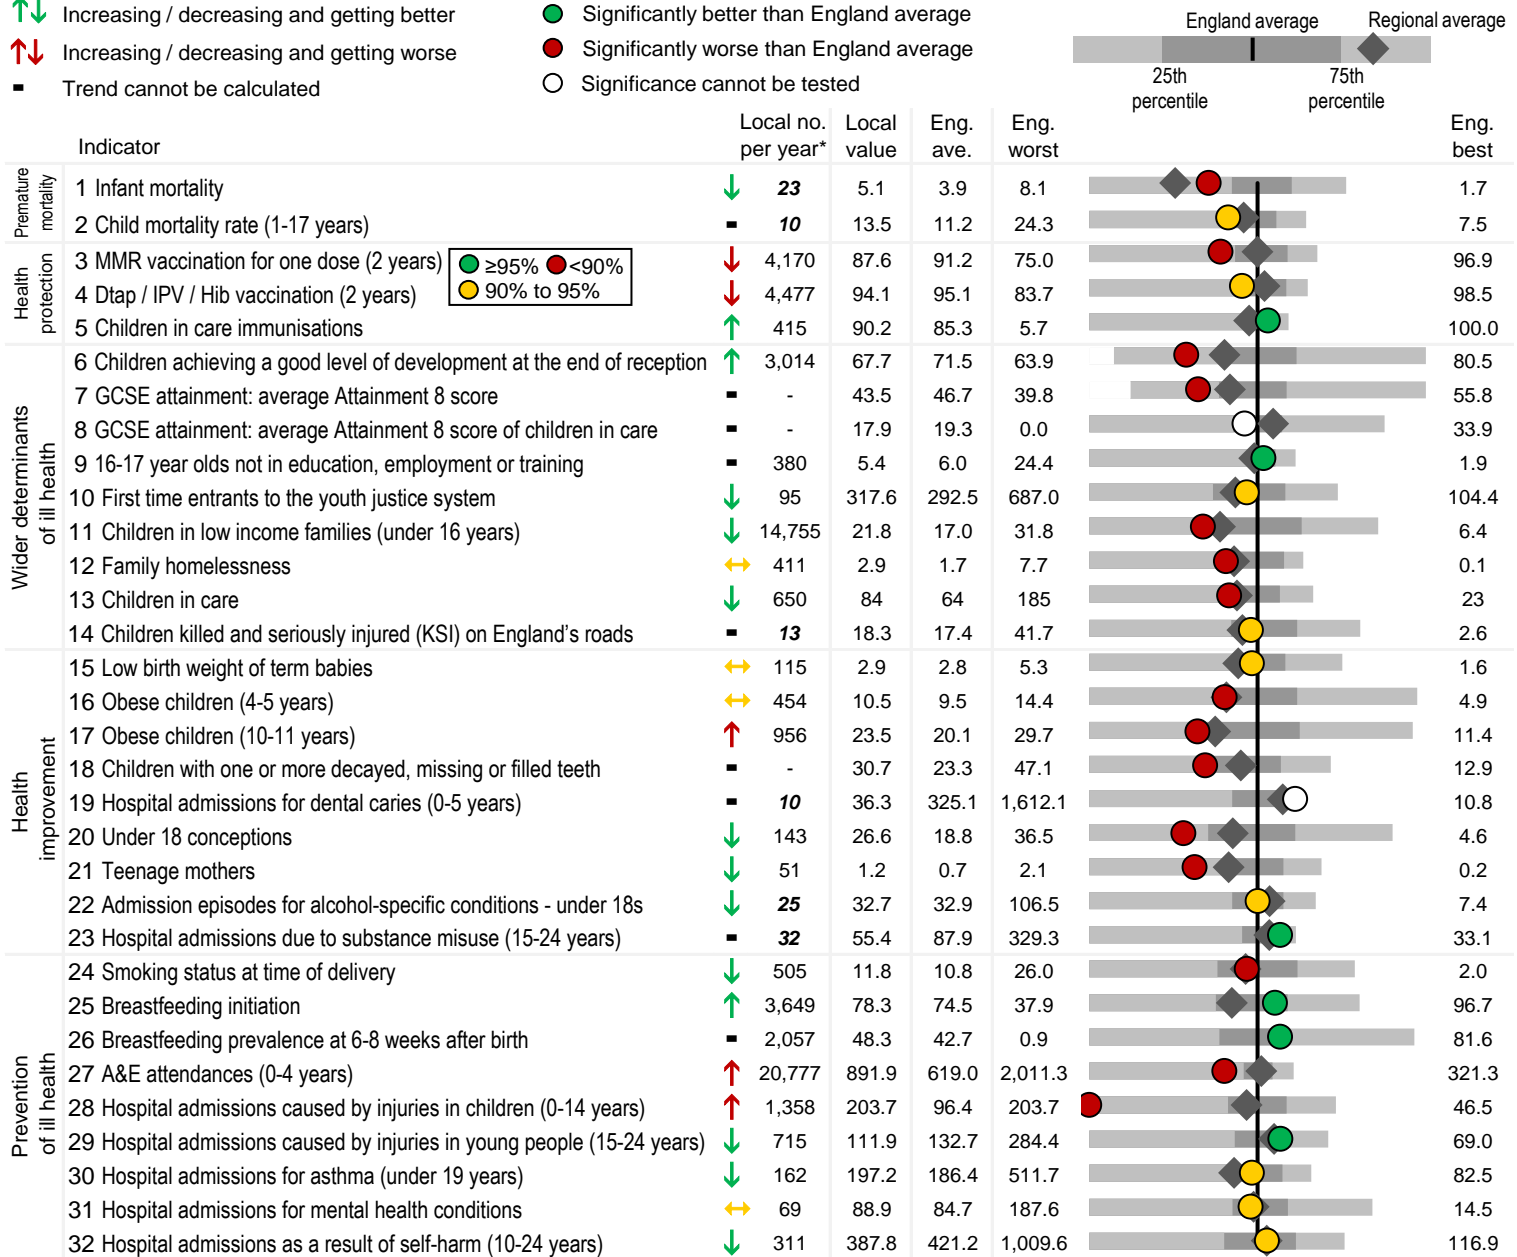 Increasing / decreasing and getting better
Increasing / decreasing and getting worse
Trend cannot be calculated
Significantly better than England average
Significantly worse than England average
Significance cannot be tested
England average Regional average
25th percentile
75th percentile
Indicator Local no. per year* Local value Eng. ave. Eng. worst Eng. best
Premature mortality
1 Infant mortality 23 5.1 3.9 8.1 1.7
2 Child mortality rate (1-17 years) 10 13.5 11.2 24.3 7.5
Health protection
3 MMR vaccination for one dose (2 years) 4,170 87.6 91.2 75.0 96.9
≥95% <90%
90% to 95%
4 Dtap / IPV / Hib vaccination (2 years) 4,477 94.1 95.1 83.7 98.5
5 Children in care immunisations 415 90.2 85.3 5.7 100.0
Wider determinants of ill health
6 Children achieving a good level of development at the end of reception 3,014 67.7 71.5 63.9 80.5
7 GCSE attainment: average Attainment 8 score - 43.5 46.7 39.8 55.8
8 GCSE attainment: average Attainment 8 score of children in care - 17.9 19.3 0.0 33.9
9 16-17 year olds not in education, employment or training 380 5.4 6.0 24.4 1.9
10 First time entrants to the youth justice system 95 317.6 292.5 687.0 104.4
11 Children in low income families (under 16 years) 14,755 21.8 17.0 31.8 6.4
12 Family homelessness 411 2.9 1.7 7.7 0.1
13 Children in care 650 84 64 185 23
14 Children killed and seriously injured (KSI) on England's roads 13 18.3 17.4 41.7 2.6
Health improvement
15 Low birth weight of term babies 115 2.9 2.8 5.3 1.6
16 Obese children (4-5 years) 454 10.5 9.5 14.4 4.9
17 Obese children (10-11 years) 956 23.5 20.1 29.7 11.4
18 Children with one or more decayed, missing or filled teeth - 30.7 23.3 47.1 12.9
19 Hospital admissions for dental caries (0-5 years) 10 36.3 325.1 1,612.1 10.8
20 Under 18 conceptions 143 26.6 18.8 36.5 4.6
21 Teenage mothers 51 1.2 0.7 2.1 0.2
22 Admission episodes for alcohol-specific conditions - under 18s 25 32.7 32.9 106.5 7.4
23 Hospital admissions due to substance misuse (15-24 years) 32 55.4 87.9 329.3 33.1
Prevention of ill health
24 Smoking status at time of delivery 505 11.8 10.8 26.0 2.0
25 Breastfeeding initiation 3,649 78.3 74.5 37.9 96.7
26 Breastfeeding prevalence at 6-8 weeks after birth 2,057 48.3 42.7 0.9 81.6
27 A&E attendances (0-4 years) 20,777 891.9 619.0 2,011.3 321.3
28 Hospital admissions caused by injuries in children (0-14 years) 1,358 203.7 96.4 203.7 46.5
29 Hospital admissions caused by injuries in young people (15-24 years) 715 111.9 132.7 284.4 69.0
30 Hospital admissions for asthma (under 19 years) 162 197.2 186.4 511.7 82.5
31 Hospital admissions for mental health conditions 69 88.9 84.7 187.6 14.5
32 Hospital admissions as a result of self-harm (10-24 years) 311 387.8 421.2 1,009.6 116.9